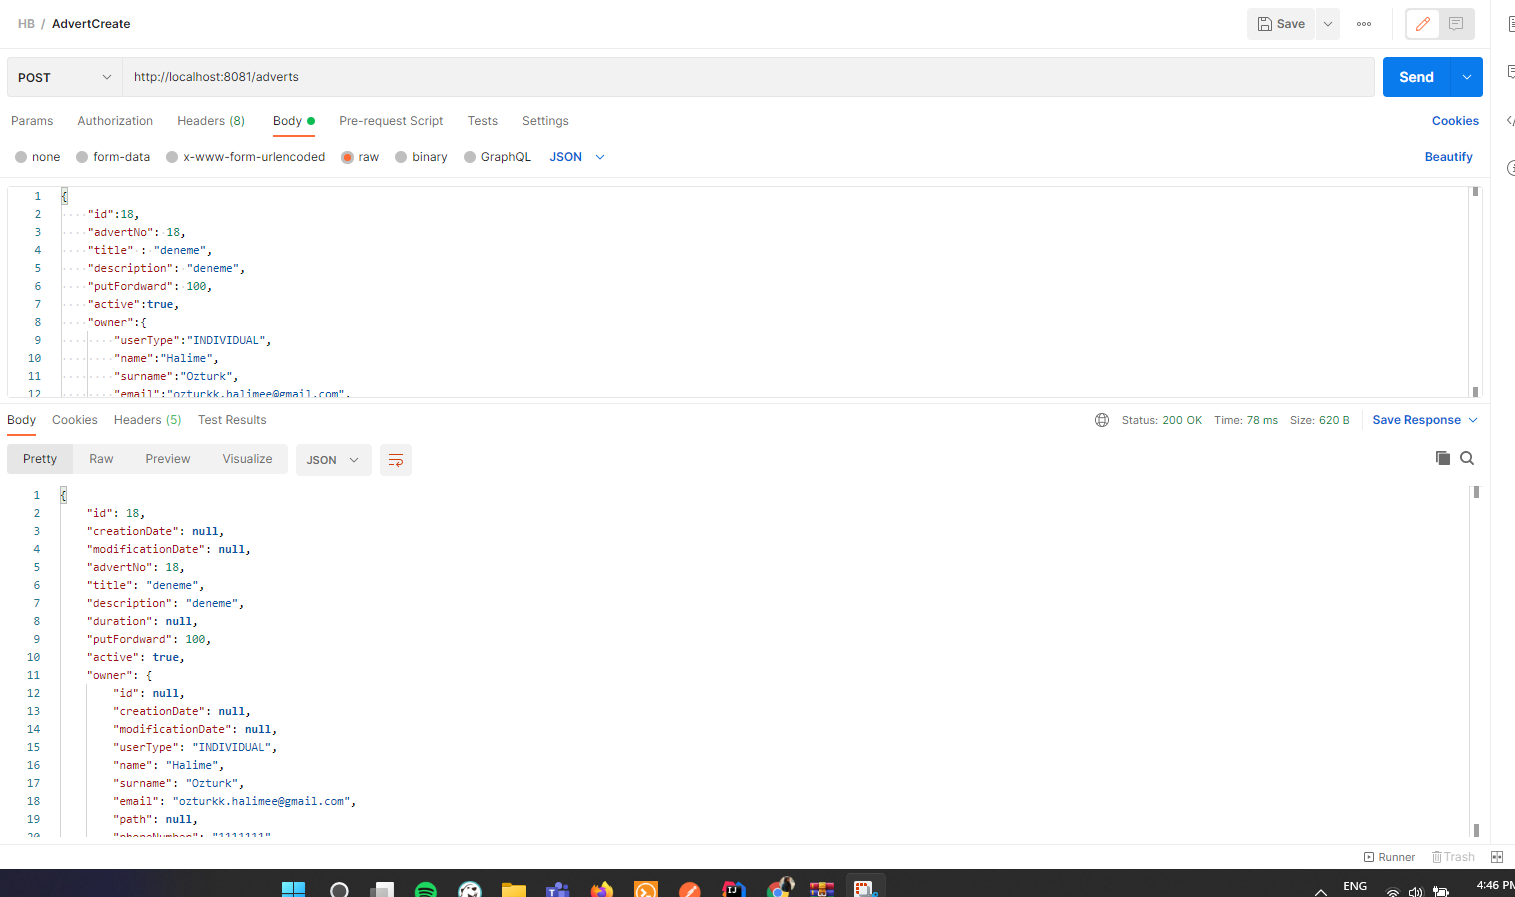 HB / AdvertCreate
Save
POST
http://localhost:8081/adverts
Send
Params Authorization Headers (8) Body Pre-request Script Tests Settings Cookies
none form-data x-www-form-urlencoded raw binary GraphQL JSON Beautify
1 {
2 "id":18,
3 "advertNo": 18,
4 "title" : "deneme",
5 "description": "deneme",
6 "putFordward": 100,
7 "active":true,
8 "owner":{
9 "userType":"INDIVIDUAL",
10 "name":"Halime",
11 "surname":"Ozturk",
12 "email":"ozturkk.halimee@gmail.com",
Body Cookies Headers (5) Test Results Status: 200 OK Time: 78 ms Size: 620 B Save Response
Pretty Raw Preview Visualize JSON
1 {
2 "id": 18,
3 "creationDate": null,
4 "modificationDate": null,
5 "advertNo": 18,
6 "title": "deneme",
7 "description": "deneme",
8 "duration": null,
9 "putFordward": 100,
10 "active": true,
11 "owner": {
12 "id": null,
13 "creationDate": null,
14 "modificationDate": null,
15 "userType": "INDIVIDUAL",
16 "name": "Halime",
17 "surname": "Ozturk",
18 "email": "ozturkk.halimee@gmail.com",
19 "path": null,
20 "phoneNumber": "1111111"
Runner Trash
ENG
4:46 PM